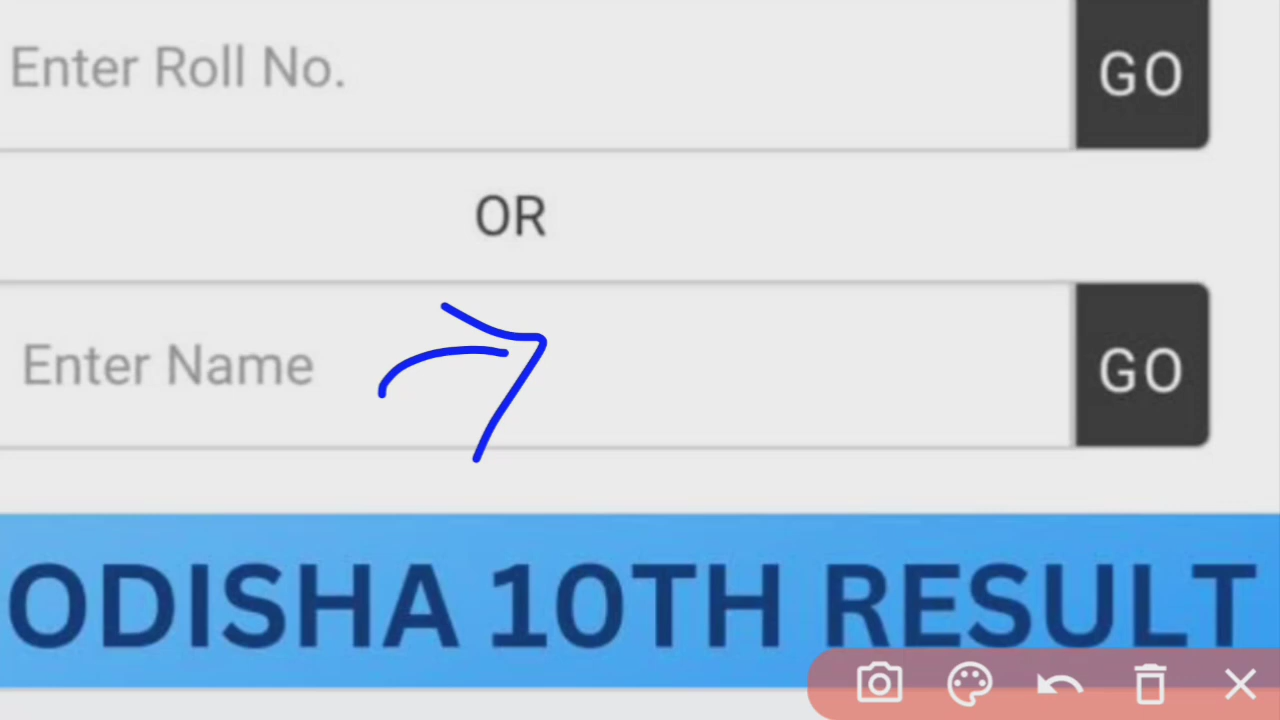 Enter Roll No.
GO
OR
Enter Name
GO
ODISHA 10TH RESULT